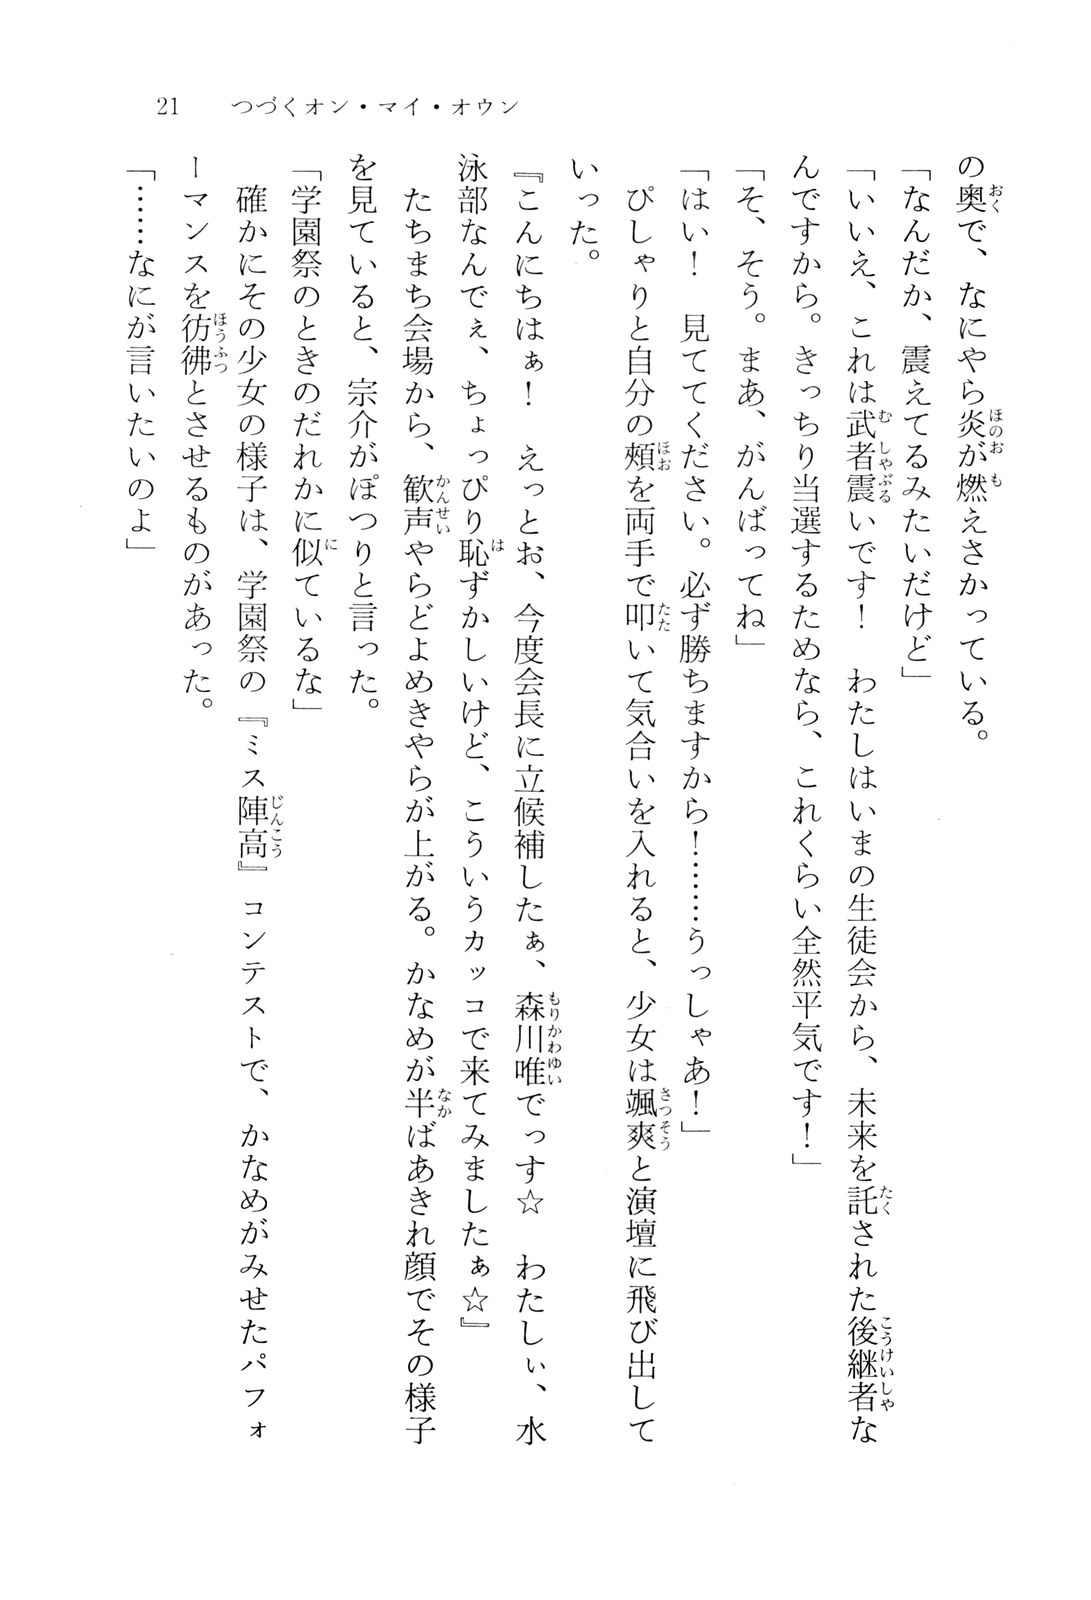 21　つづくオン・マイ・オウン
の奥で、なにやら炎が燃えさかっている。
「なんだか、震えてるみたいだけど」
「いいえ、これは武者震いです！　わたしはいまの生徒会から、未来を託された後継者な
んですから。きっちり当選するためなら、これくらい全然平気です！」
「そ、そう。まあ、がんばってね」
「はい！　見ててください。必ず勝ちますから！……うっしゃあ！」
　ぴしゃりと自分の頰を両手で叩いて気合いを入れると、少女は颯爽と演壇に飛び出して
いった。
『こんにちはぁ！　えっとお、今度会長に立候補したぁ、森川唯でっす☆　わたしぃ、水
泳部なんでぇ、ちょっぴり恥ずかしいけど、こういうカッコで来てみましたぁ☆』
　たちまち会場から、歓声やらどよめきやらが上がる。かなめが半ばあきれ顔でその様子
を見ていると、宗介がぽつりと言った。
「学園祭のときのだれかに似ているな」
　確かにその少女の様子は、学園祭の『ミス陣高』コンテストで、かなめがみせたパフォ
ーマンスを彷彿とさせるものがあった。
「……なにが言いたいのよ」